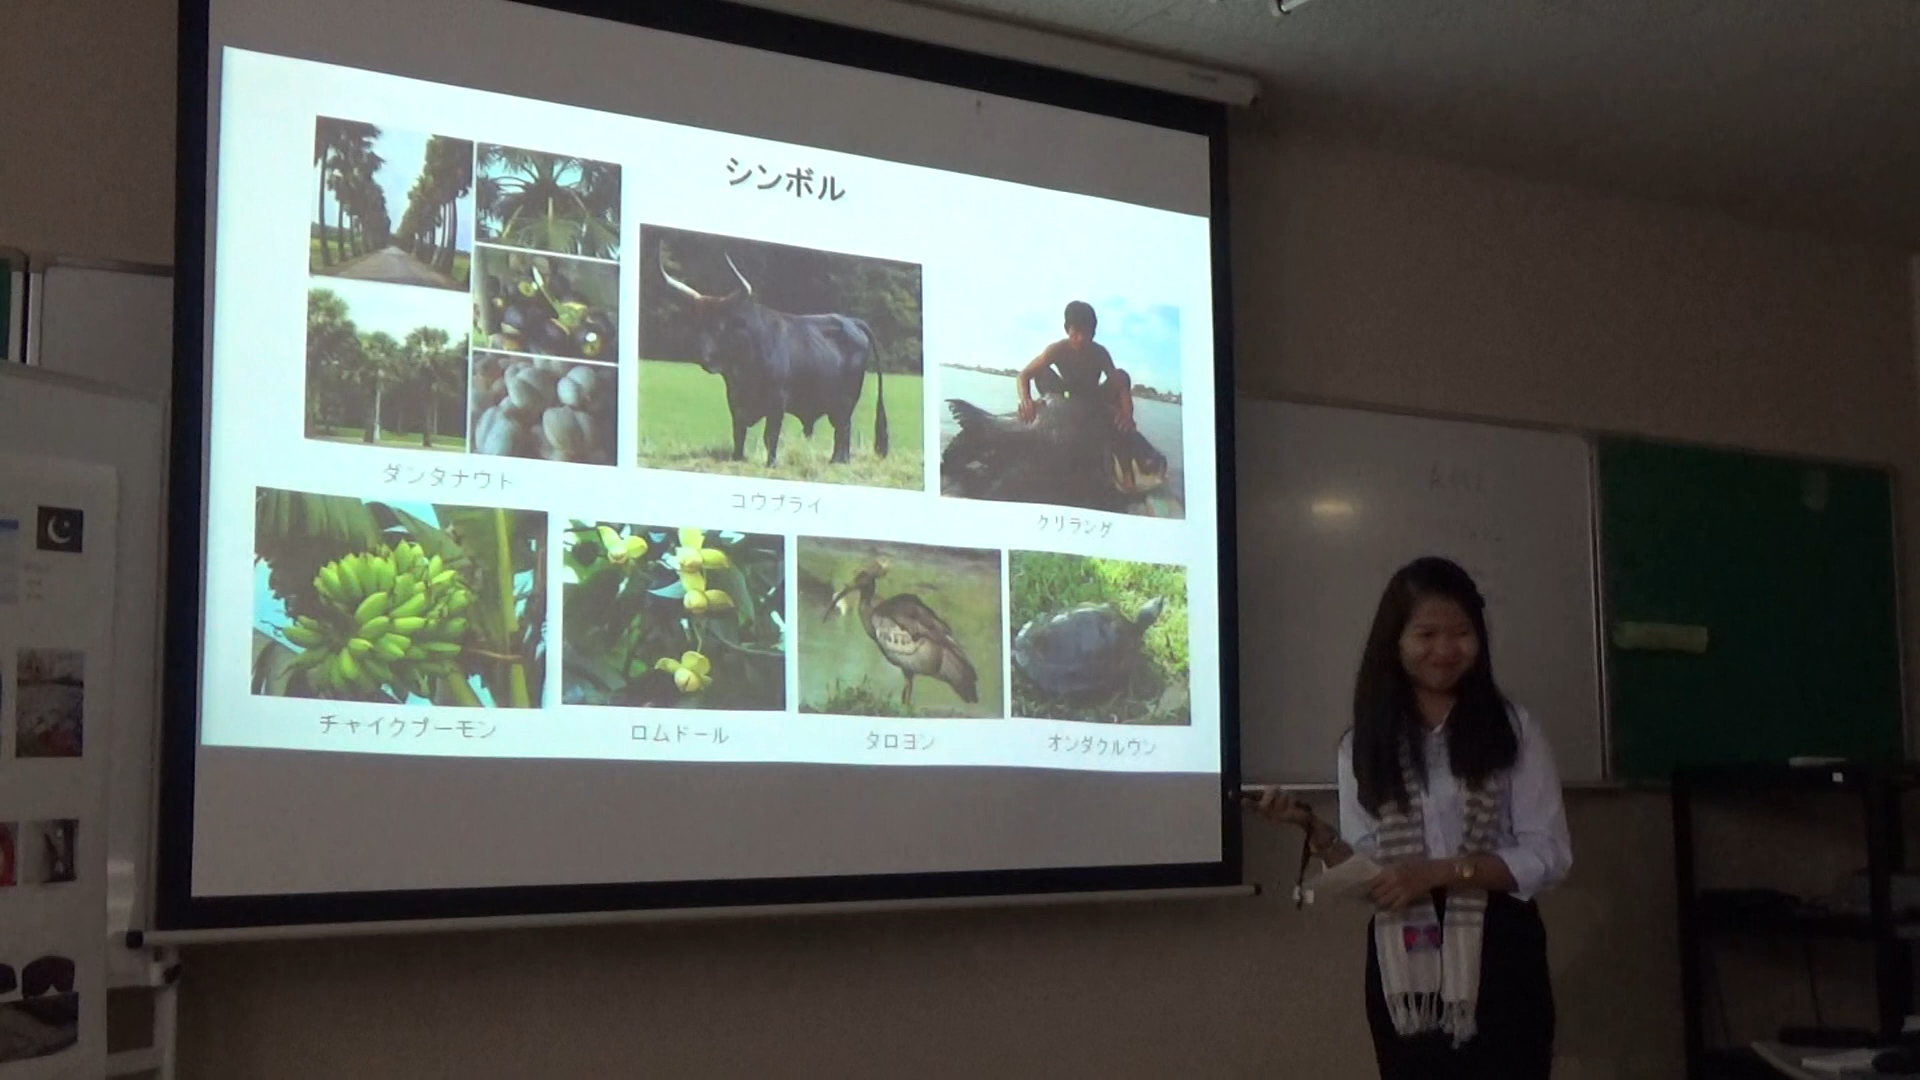 シンボル
ダンタナウト
コウプライ
クリラング
チャイクプーモン
ロムドール
タロヨン
オンダクルウン